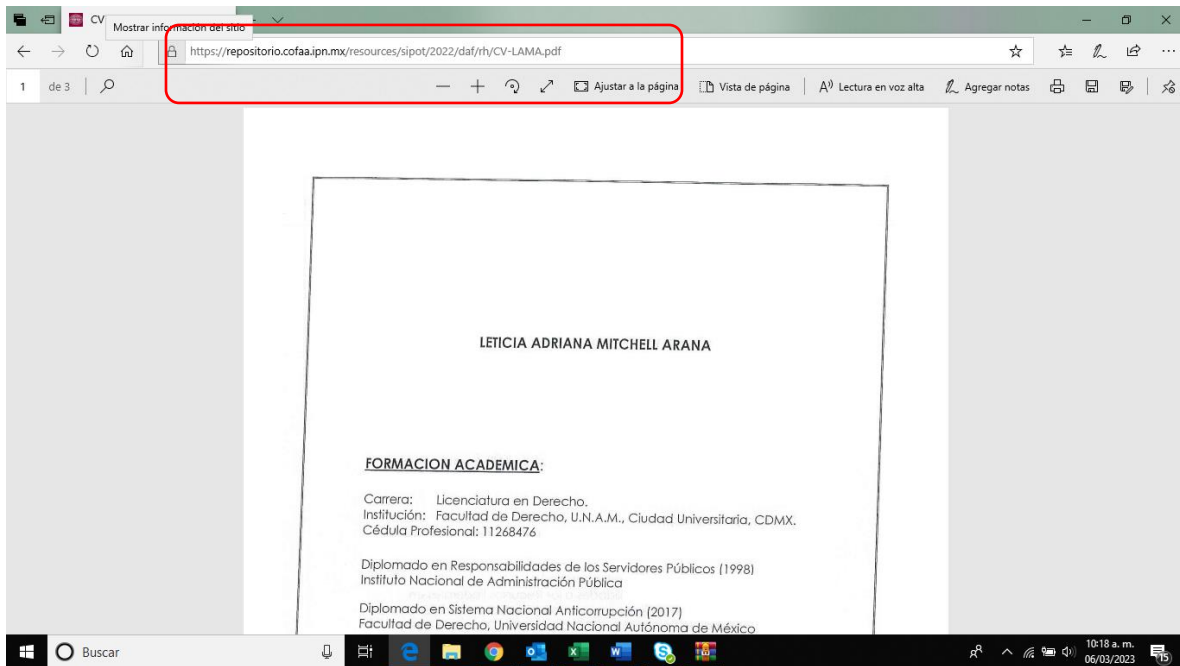 CV
Mostrar información del sitio
https://repositorio.cofaa.ipn.mx/resources/sipot/2022/daf/rh/CV-LAMA.pdf
1 de 3 Ajustar a la página Vista de página A Lectura en voz alta Agregar notas
LETICIA ADRIANA MITCHELL ARANA
FORMACION ACADEMICA:
Carrera: Licenciatura en Derecho.
Institución: Facultad de Derecho, U.N.A.M., Ciudad Universitaria, CDMX.
Cédula Profesional: 11268476
Diplomado en Responsabilidades de los Servidores Públicos (1998)
Instituto Nacional de Administración Pública
Diplomado en Sistema Nacional Anticorrupción (2017)
Facultad de Derecho, Universidad Nacional Autónoma de México
Buscar
10:18 a. m.
06/03/2023
15